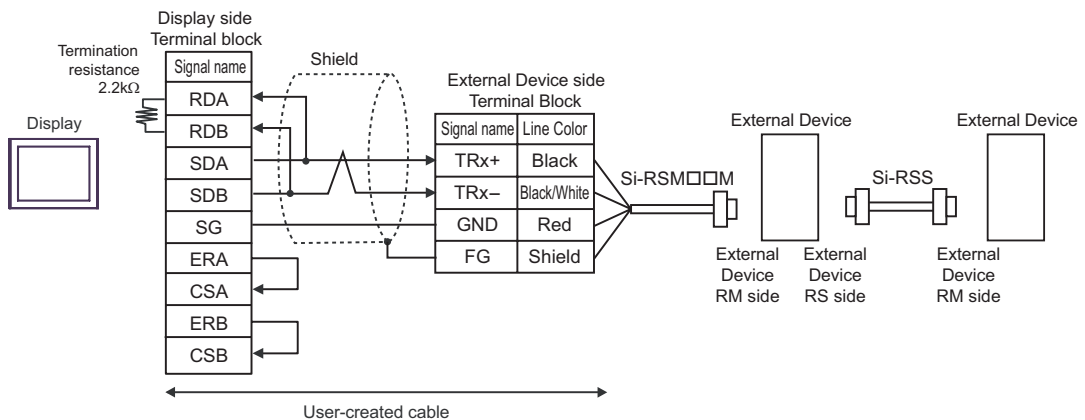 Display side
Terminal block
Termination
resistance
2.2kΩ
Shield
Signal name
RDA
RDB
SDA
SDB
SG
ERA
CSA
ERB
CSB
Display
External Device side
Terminal Block
Signal name Line Color
TRx+ Black
TRx– Black/White
GND Red
FG Shield
Si-RSM□□M
External Device
Si-RSS
External Device
External
Device
RM side
External
Device
RS side
External
Device
RM side
User-created cable